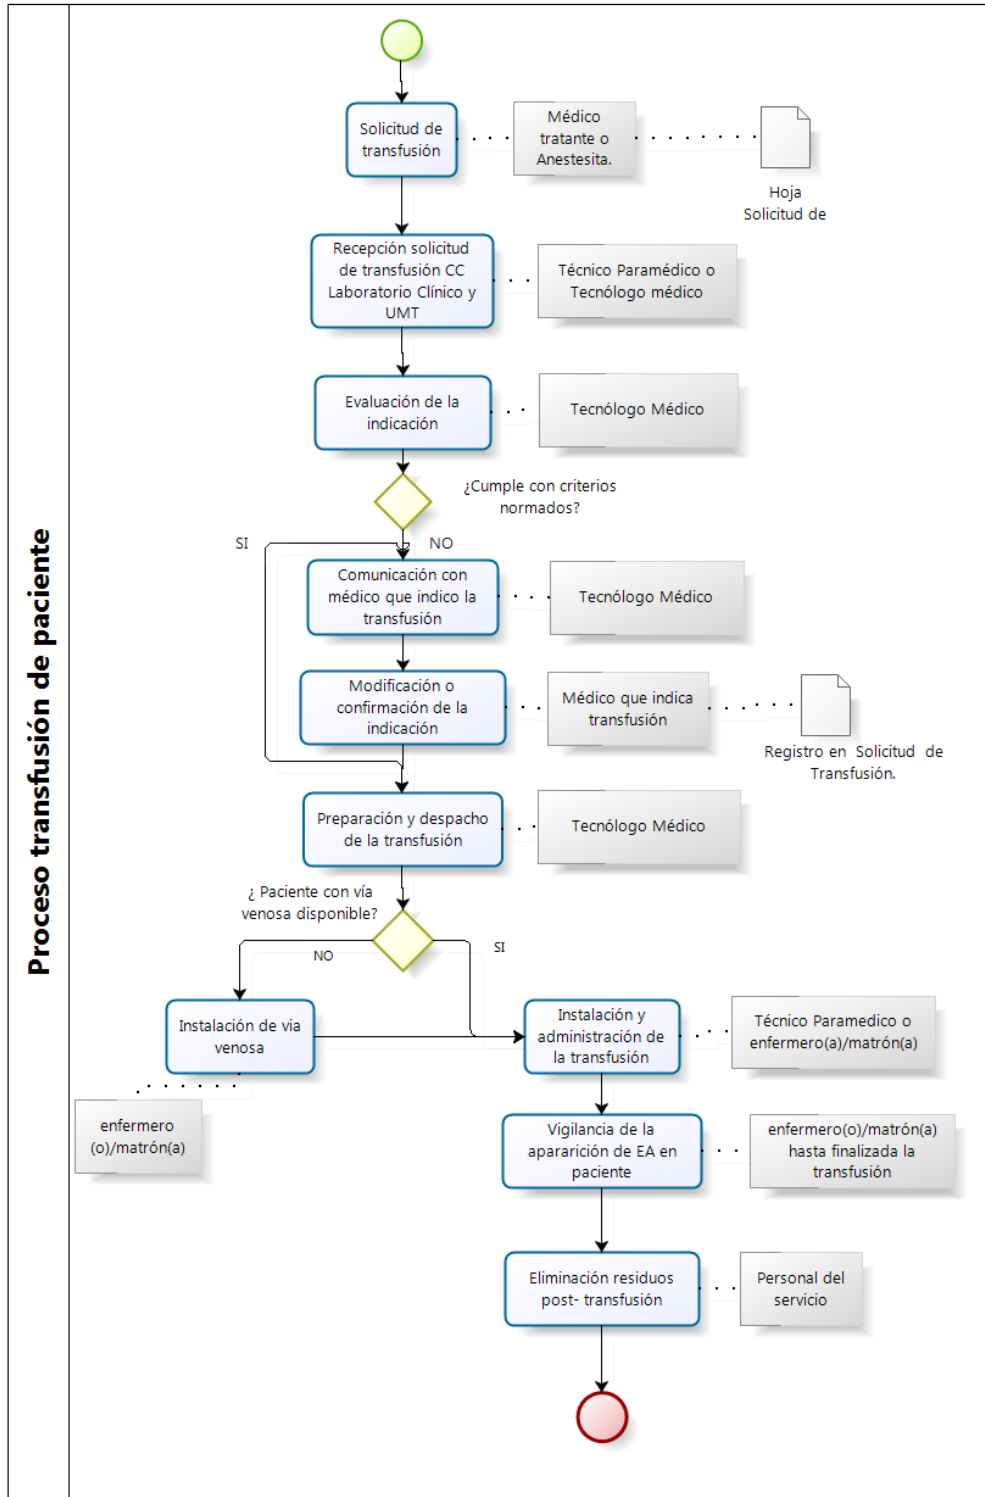 Proceso transfusión de paciente
Solicitud de
transfusión
Médico
tratante o
Anestesita.
Hoja
Solicitud de
Recepción solicitud
de transfusión CC
Laboratorio Clínico y
UMT
Técnico Paramédico o
Tecnólogo médico
Evaluación de la
indicación
Tecnólogo Médico
¿Cumple con criterios
normados?
SI
NO
Comunicación con
médico que indico la
transfusión
Tecnólogo Médico
Modificación o
confirmación de la
indicación
Médico que indica
transfusión
Registro en Solicitud de
Transfusión.
Preparación y despacho
de la transfusión
Tecnólogo Médico
¿ Paciente con vía
venosa disponible?
NO
SI
Instalación de via
venosa
enfermero
(o)/matrón(a)
Instalación y
administración de
la transfusión
Técnico Paramedico o
enfermero(a)/matrón(a)
Vigilancia de la
apararición de EA en
paciente
enfermero(o)/matrón(a)
hasta finalizada la
transfusión
Eliminación residuos
post- transfusión
Personal del
servicio